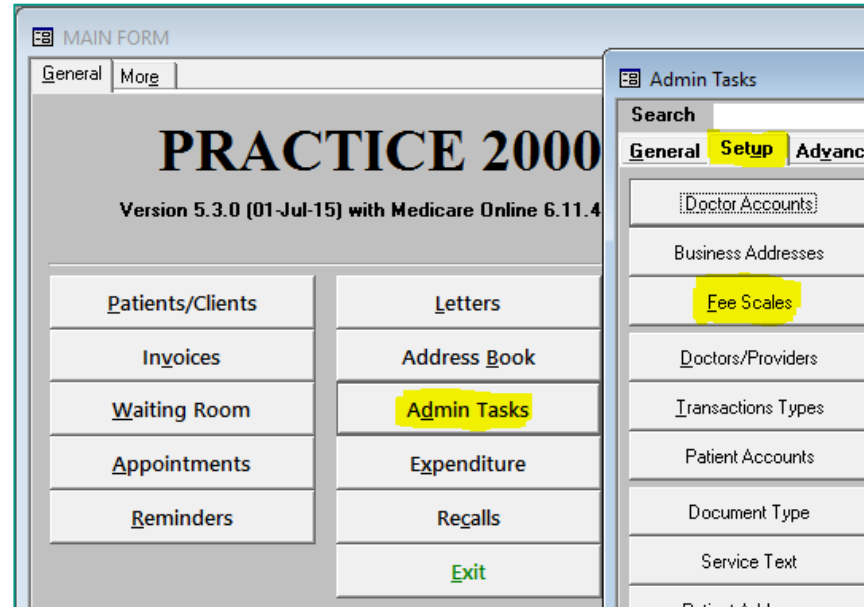 MAIN FORM
General More
PRACTICE 2000
Version 5.3.0 (01-Jul-15) with Medicare Online 6.11.4
Patients/Clients Letters
Invoices Address Book
Waiting Room Admin Tasks
Appointments Expenditure
Reminders Recalls
Exit
Admin Tasks
Search
General Setup Advanc
Doctor Accounts
Business Addresses
Fee Scales
Doctors/Providers
Transactions Types
Patient Accounts
Document Type
Service Text